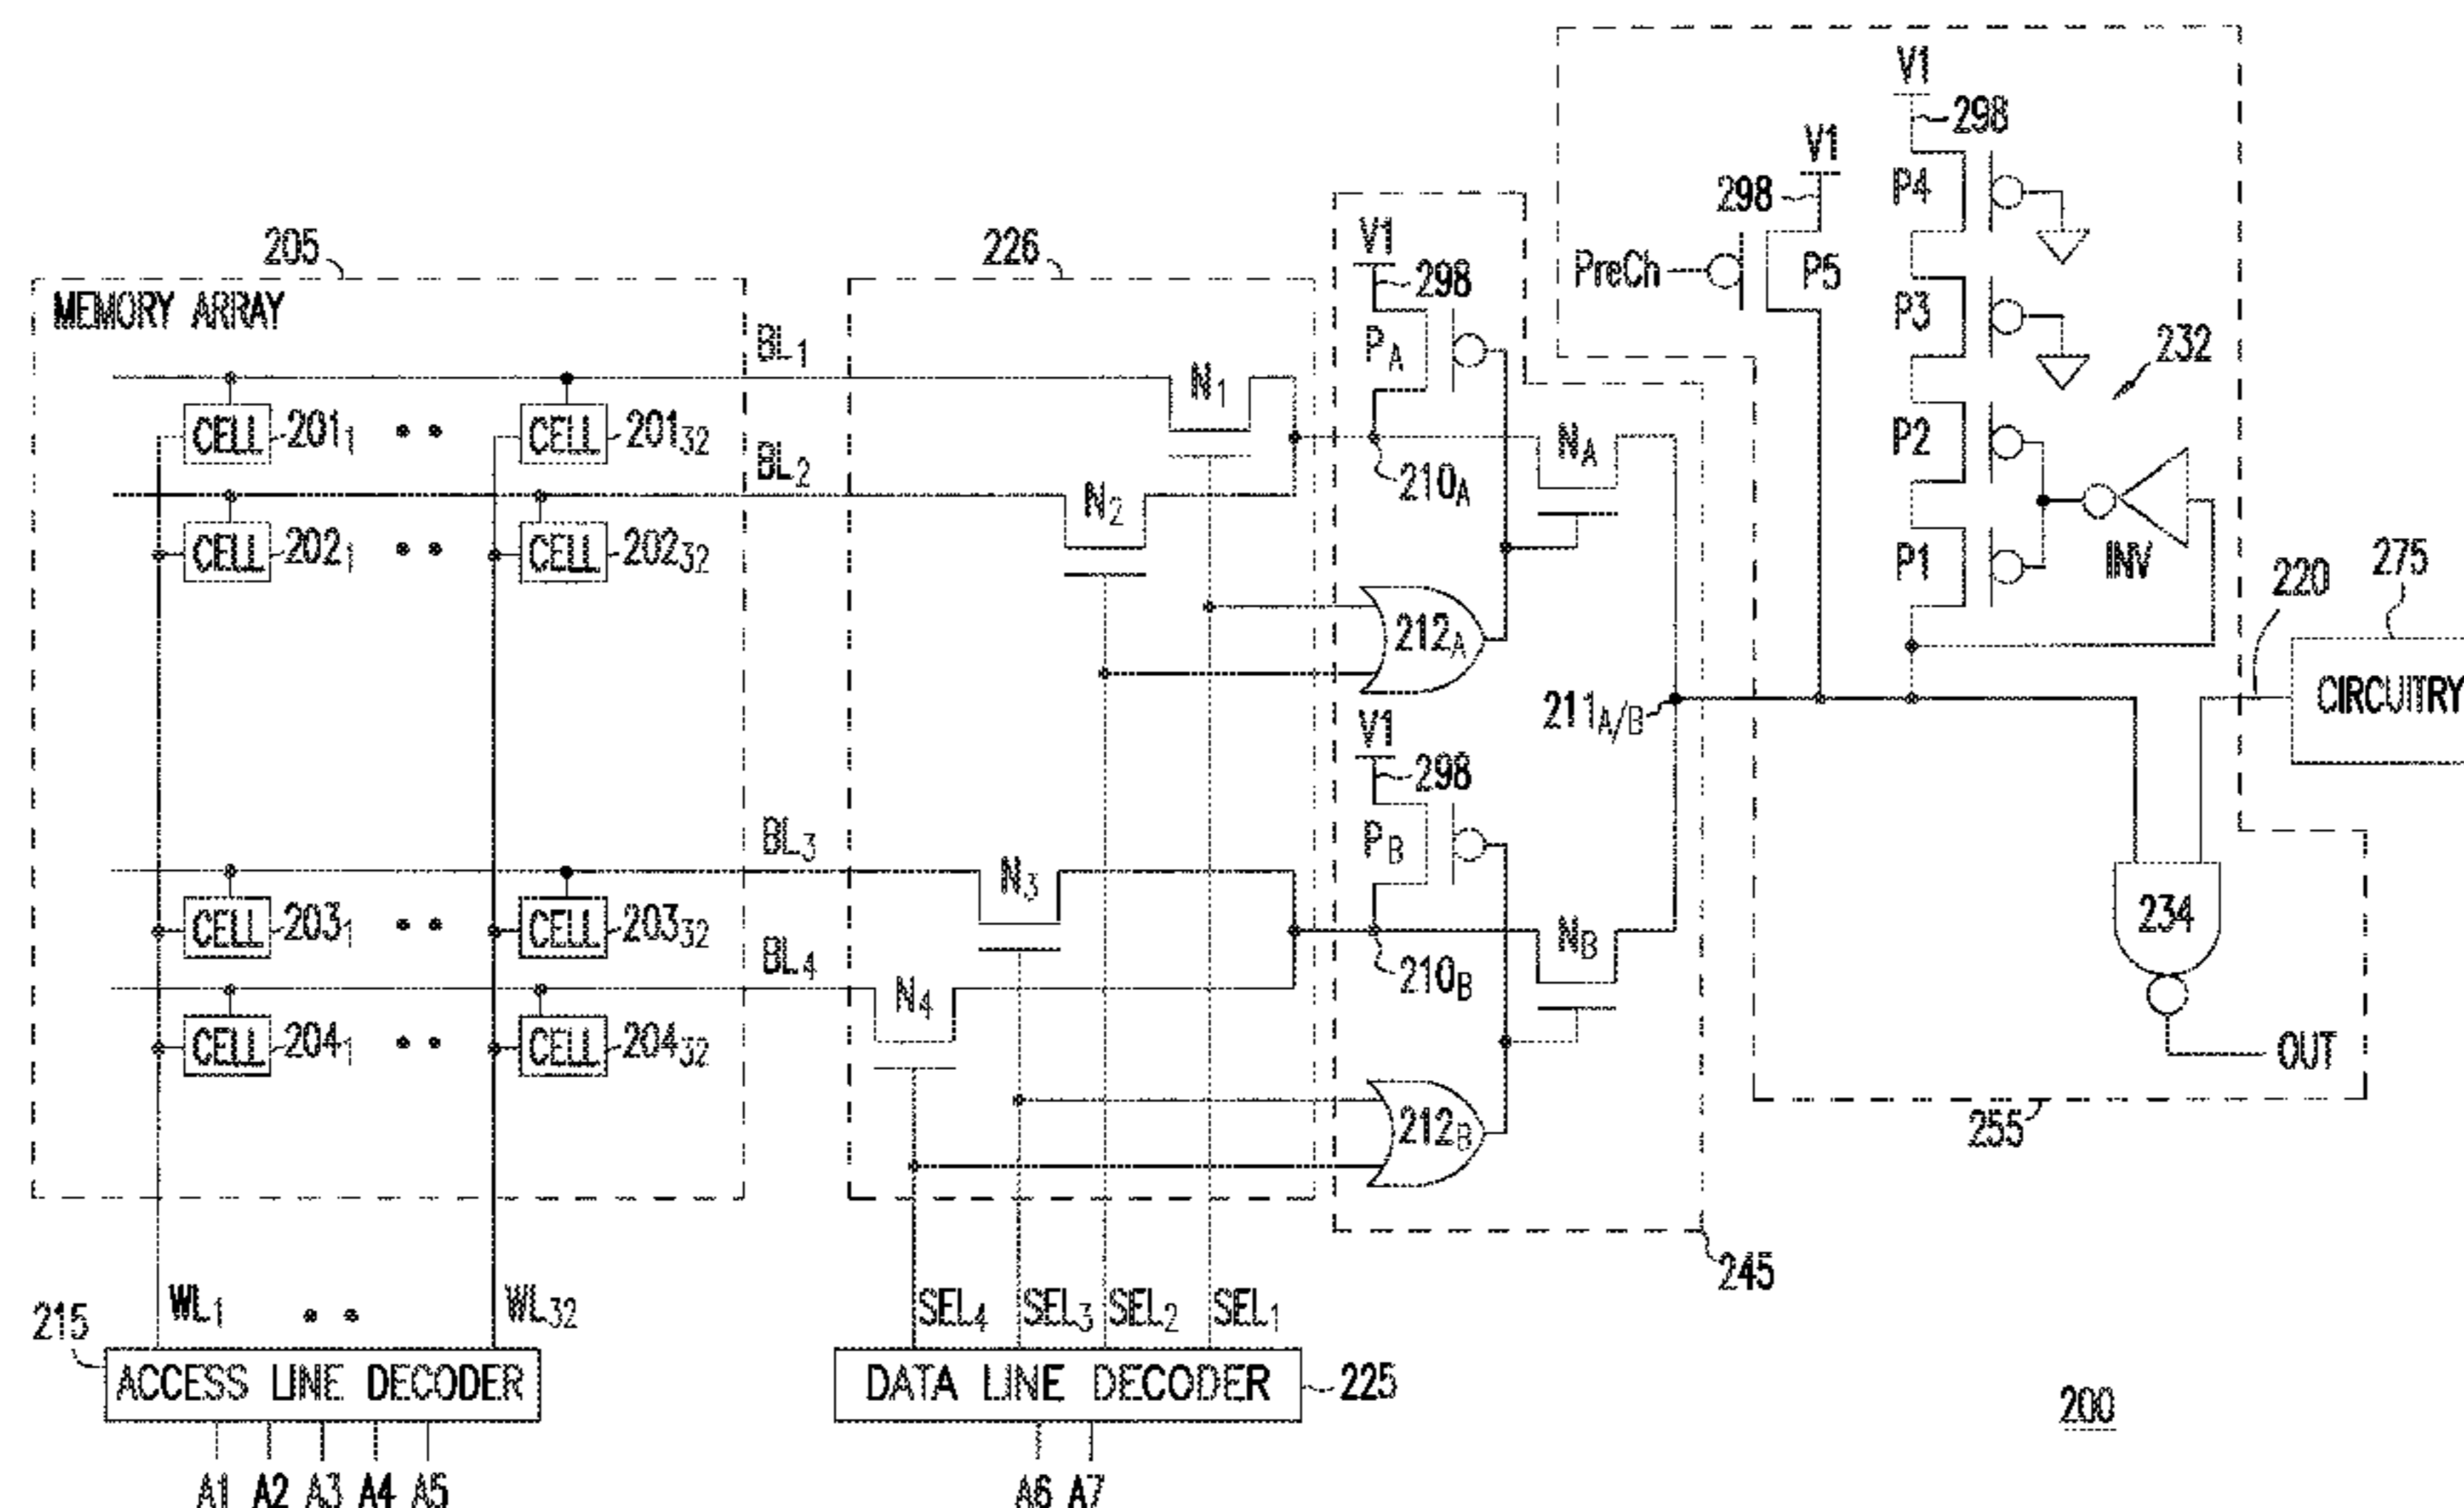 V1
298
V1
298
P4
205
226
V1
298
PreCh
P5
MEMORY ARRAY
BL1
PA
P3
232
N1
CELL 2011 • • CELL 20132
BL2
NA
P2
210A
N2
CELL 2021 • • CELL 20232
P1
INV
220
275
212A
211A/B
CIRCUITRY
V1
298
BL3
PB
N3
CELL 2031 • • CELL 20332
234
BL4
NB
210B
N4
CELL 2041 • • CELL 20432
OUT
212B
255
245
215
WL1 • • WL32
SEL4 SEL3 SEL2 SEL1
ACCESS LINE DECODER
DATA LINE DECODER
225
200
A1 A2 A3 A4 A5
A6 A7